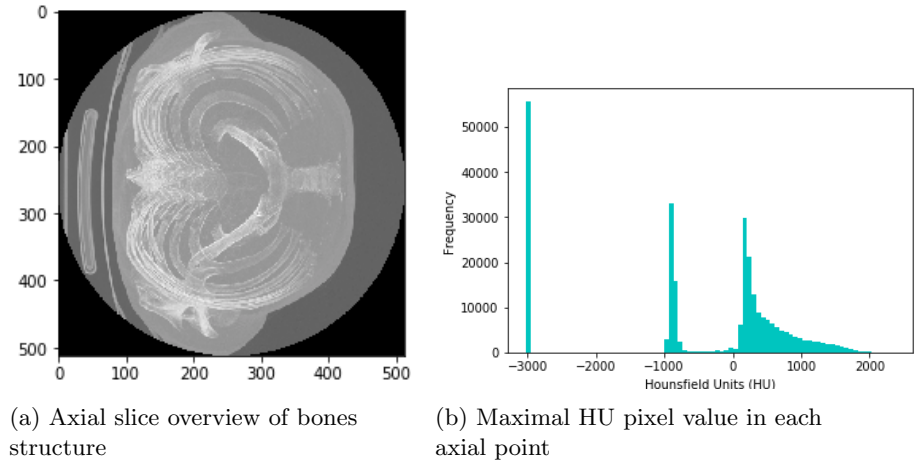 0
100
200
300
400
500
0 100 200 300 400 500
50000
40000
30000
20000
10000
0
Frequency
−3000 −2000 −1000 0 1000 2000
Hounsfield Units (HU)
(a) Axial slice overview of bones
structure
(b) Maximal HU pixel value in each
axial point